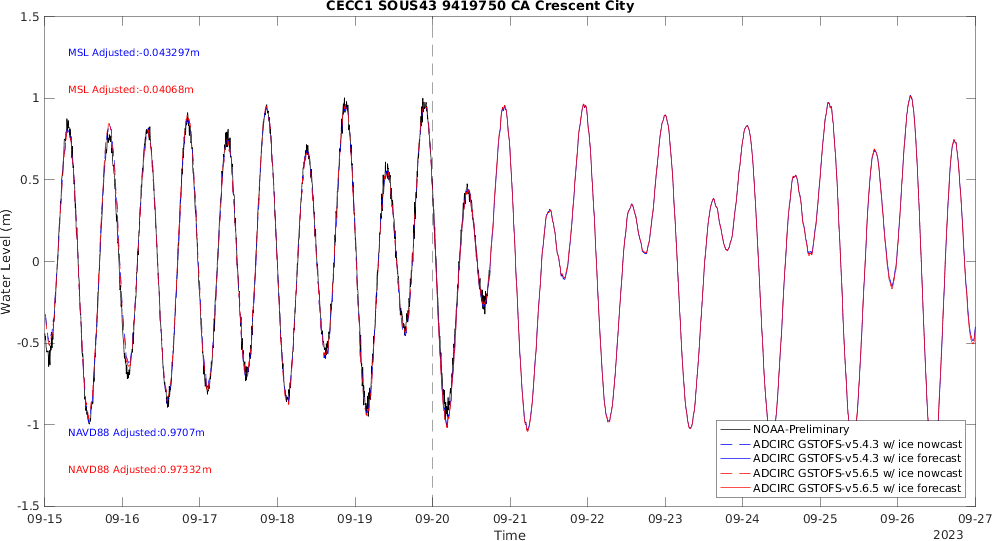 CECC1 SOUS43 9419750 CA Crescent City
1.5
1
0.5
0
-0.5
-1
-1.5
Water Level (m)
MSL Adjusted:-0.043297m
MSL Adjusted:-0.04068m
NAVD88 Adjusted:0.9707m
NAVD88 Adjusted:0.97332m
NOAA-Preliminary
ADCIRC GSTOFS-v5.4.3 w/ ice nowcast
ADCIRC GSTOFS-v5.4.3 w/ ice forecast
ADCIRC GSTOFS-v5.6.5 w/ ice nowcast
ADCIRC GSTOFS-v5.6.5 w/ ice forecast
09-15 09-16 09-17 09-18 09-19 09-20 09-21 09-22 09-23 09-24 09-25 09-26 09-27
Time
2023